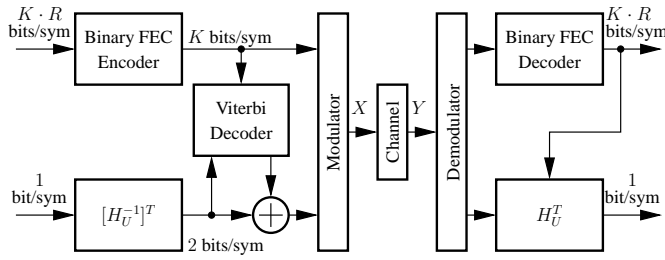 K · R
bits/sym
Binary FEC
Encoder
K bits/sym
Viterbi
Decoder
1
bit/sym
[H_U^{-1}]^T
2 bits/sym
Modulator
X
Channel
Y
Demodulator
Binary FEC
Decoder
K · R
bits/sym
H_U^T
1
bit/sym